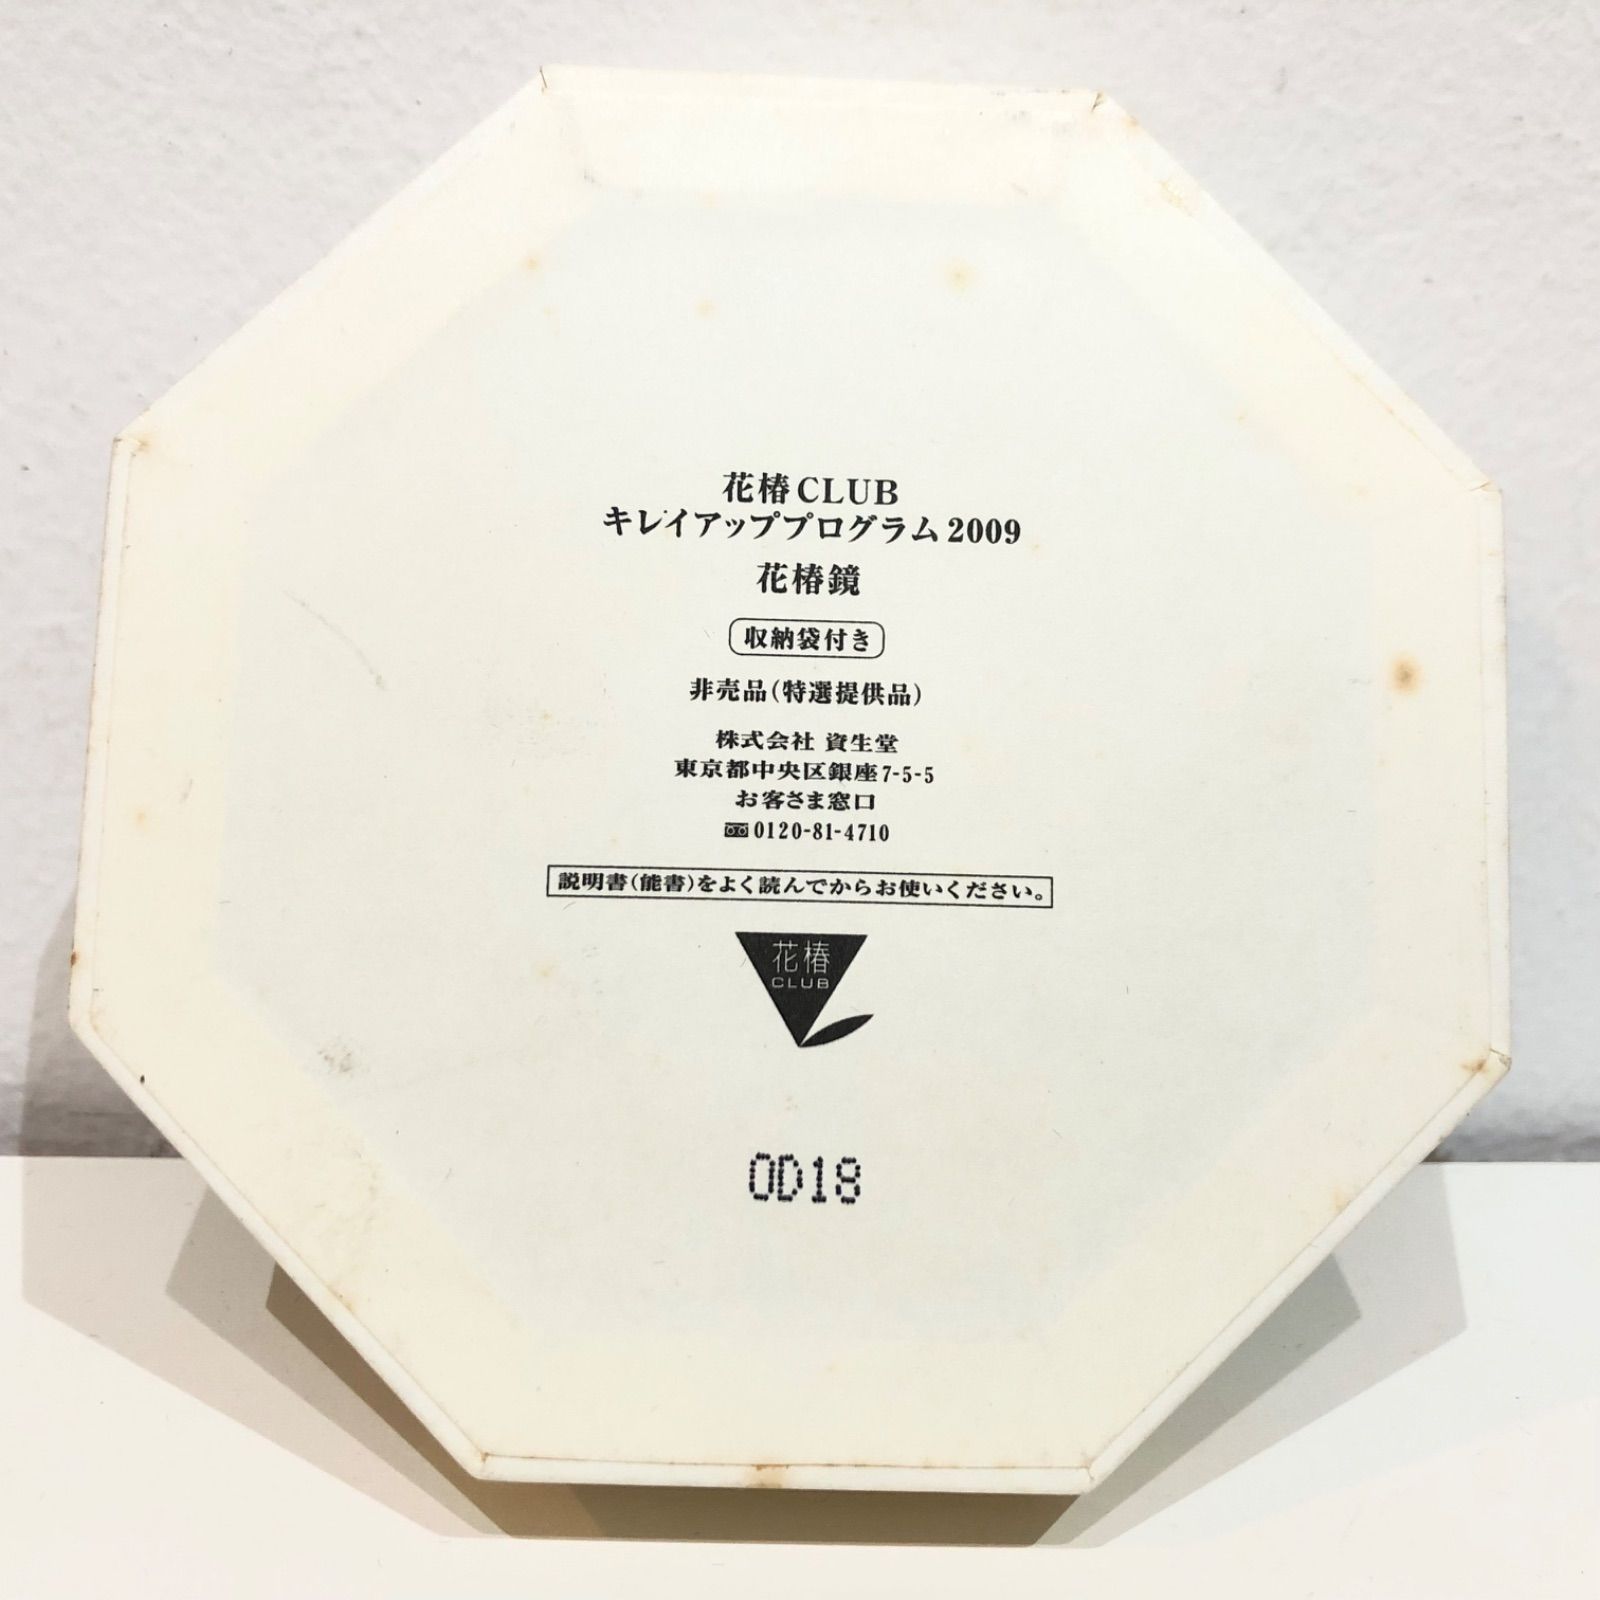 花椿CLUB
キレイアッププログラム2009
花椿鏡
収納袋付き
非売品(特選提供品)
株式会社 資生堂
東京都中央区銀座7-5-5
お客さま窓口
0120-81-4710
説明書(能書)をよく読んでからお使いください。
花椿
CLUB
0D18